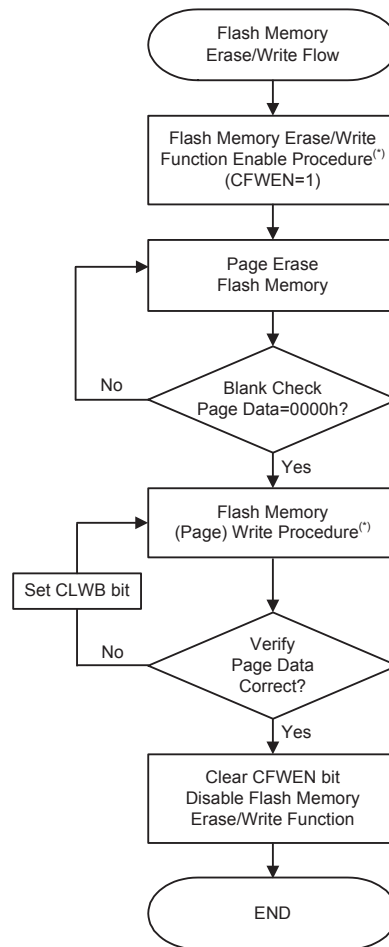 Flash Memory
Erase/Write Flow
Flash Memory Erase/Write
Function Enable Procedure(*)
(CFWEN=1)
Page Erase
Flash Memory
No
Blank Check
Page Data=0000h?
Yes
Flash Memory
(Page) Write Procedure(*)
Set CLWB bit
No
Verify
Page Data
Correct?
Yes
Clear CFWEN bit
Disable Flash Memory
Erase/Write Function
END